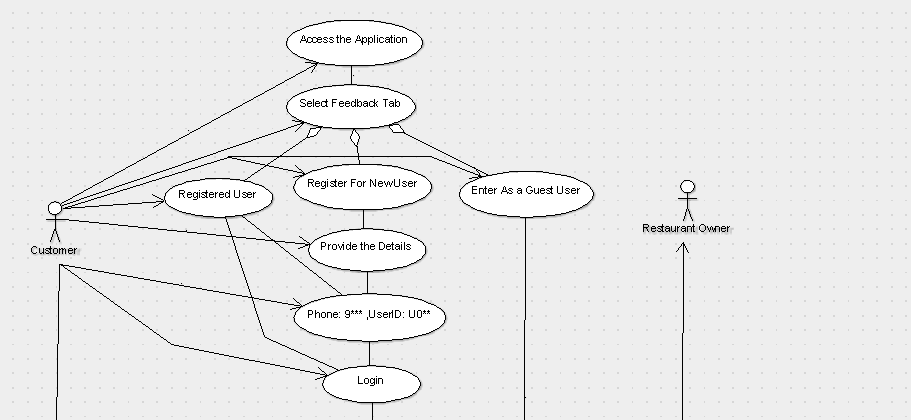 Access the Application
Select Feedback Tab
Registered User
Register For NewUser
Enter As a Guest User
Customer
Provide the Details
Restaurant Owner
Phone: 9*** ,UserID: U0**
Login